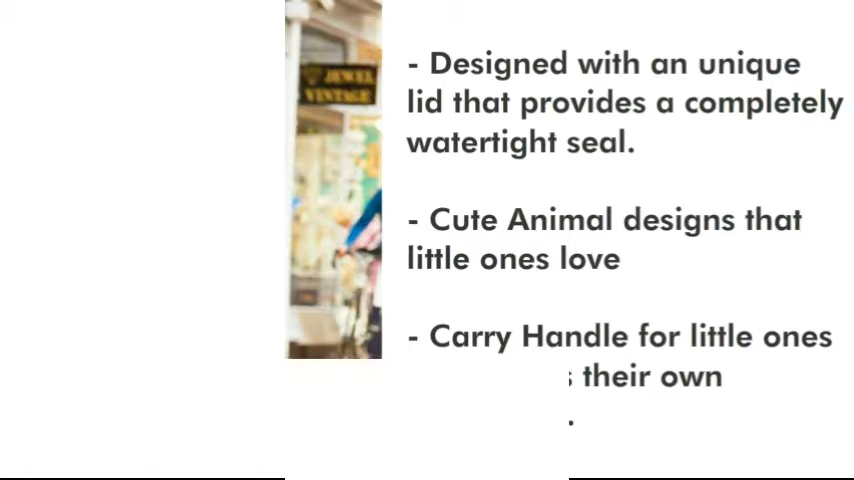 JEWEL
VINTAGE
- Designed with an unique
lid that provides a completely
watertight seal.
- Cute Animal designs that
little ones love
- Carry Handle for little ones
their own
.